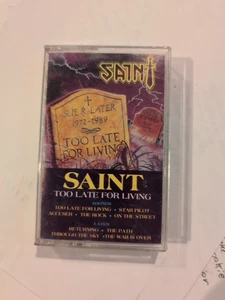 SAINT
SUE R. LATER
1972 - 1989
TOO LATE
FOR LIVING
SAINT
TOO LATE FOR LIVING
TOO LATE FOR LIVING • STAR PILOT
ACCUSER • THE ROCK • ON THE STREET
RETURNING • THE PATH
THROUGH THE SKY • THE WAR IS OVER